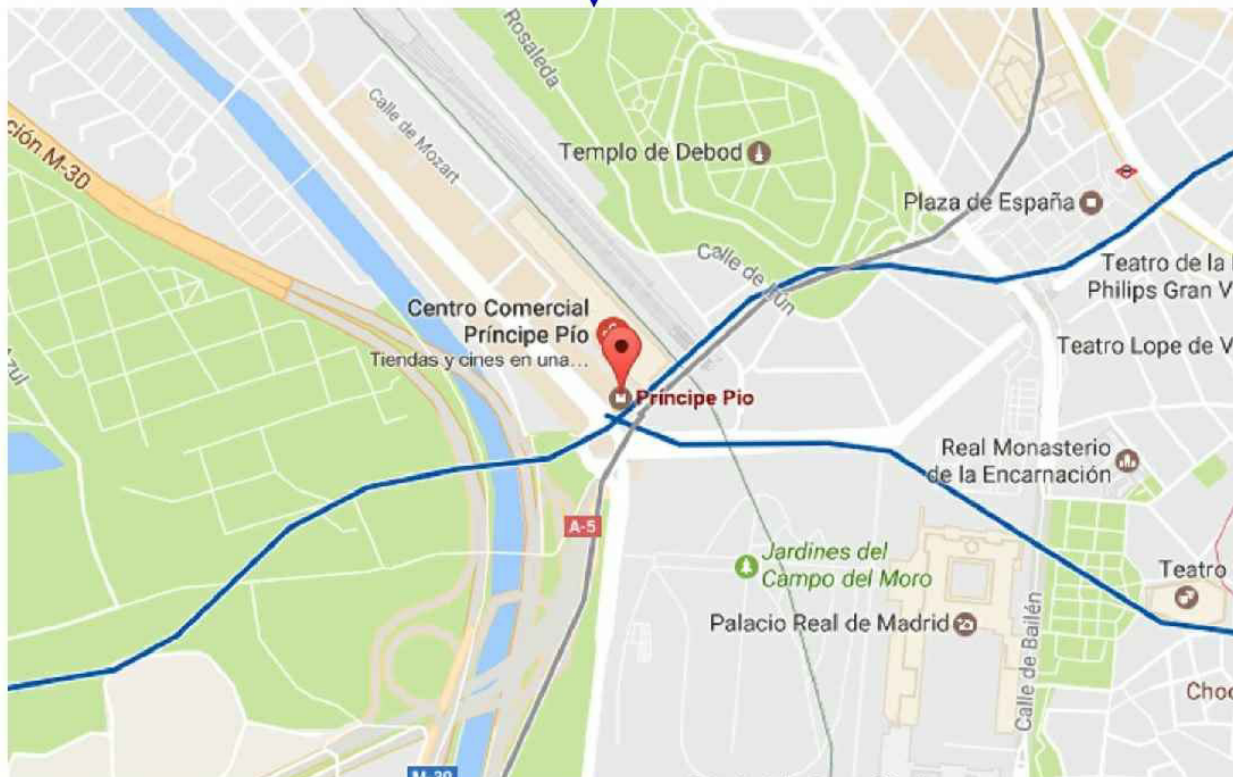 Rosaleda
Calle de Mozart
ción M-30
Templo de Debod
Plaza de España
Calle de Irún
Teatro de la
Philips Gran V
Centro Comercial
Príncipe Pío
Tiendas y cines en una...
Teatro Lope de V
Azul
Príncipe Pio
Real Monasterio
de la Encarnación
A-5
Jardines del
Campo del Moro
Teatro
Palacio Real de Madrid
Calle de Bailén
Choc
M-30